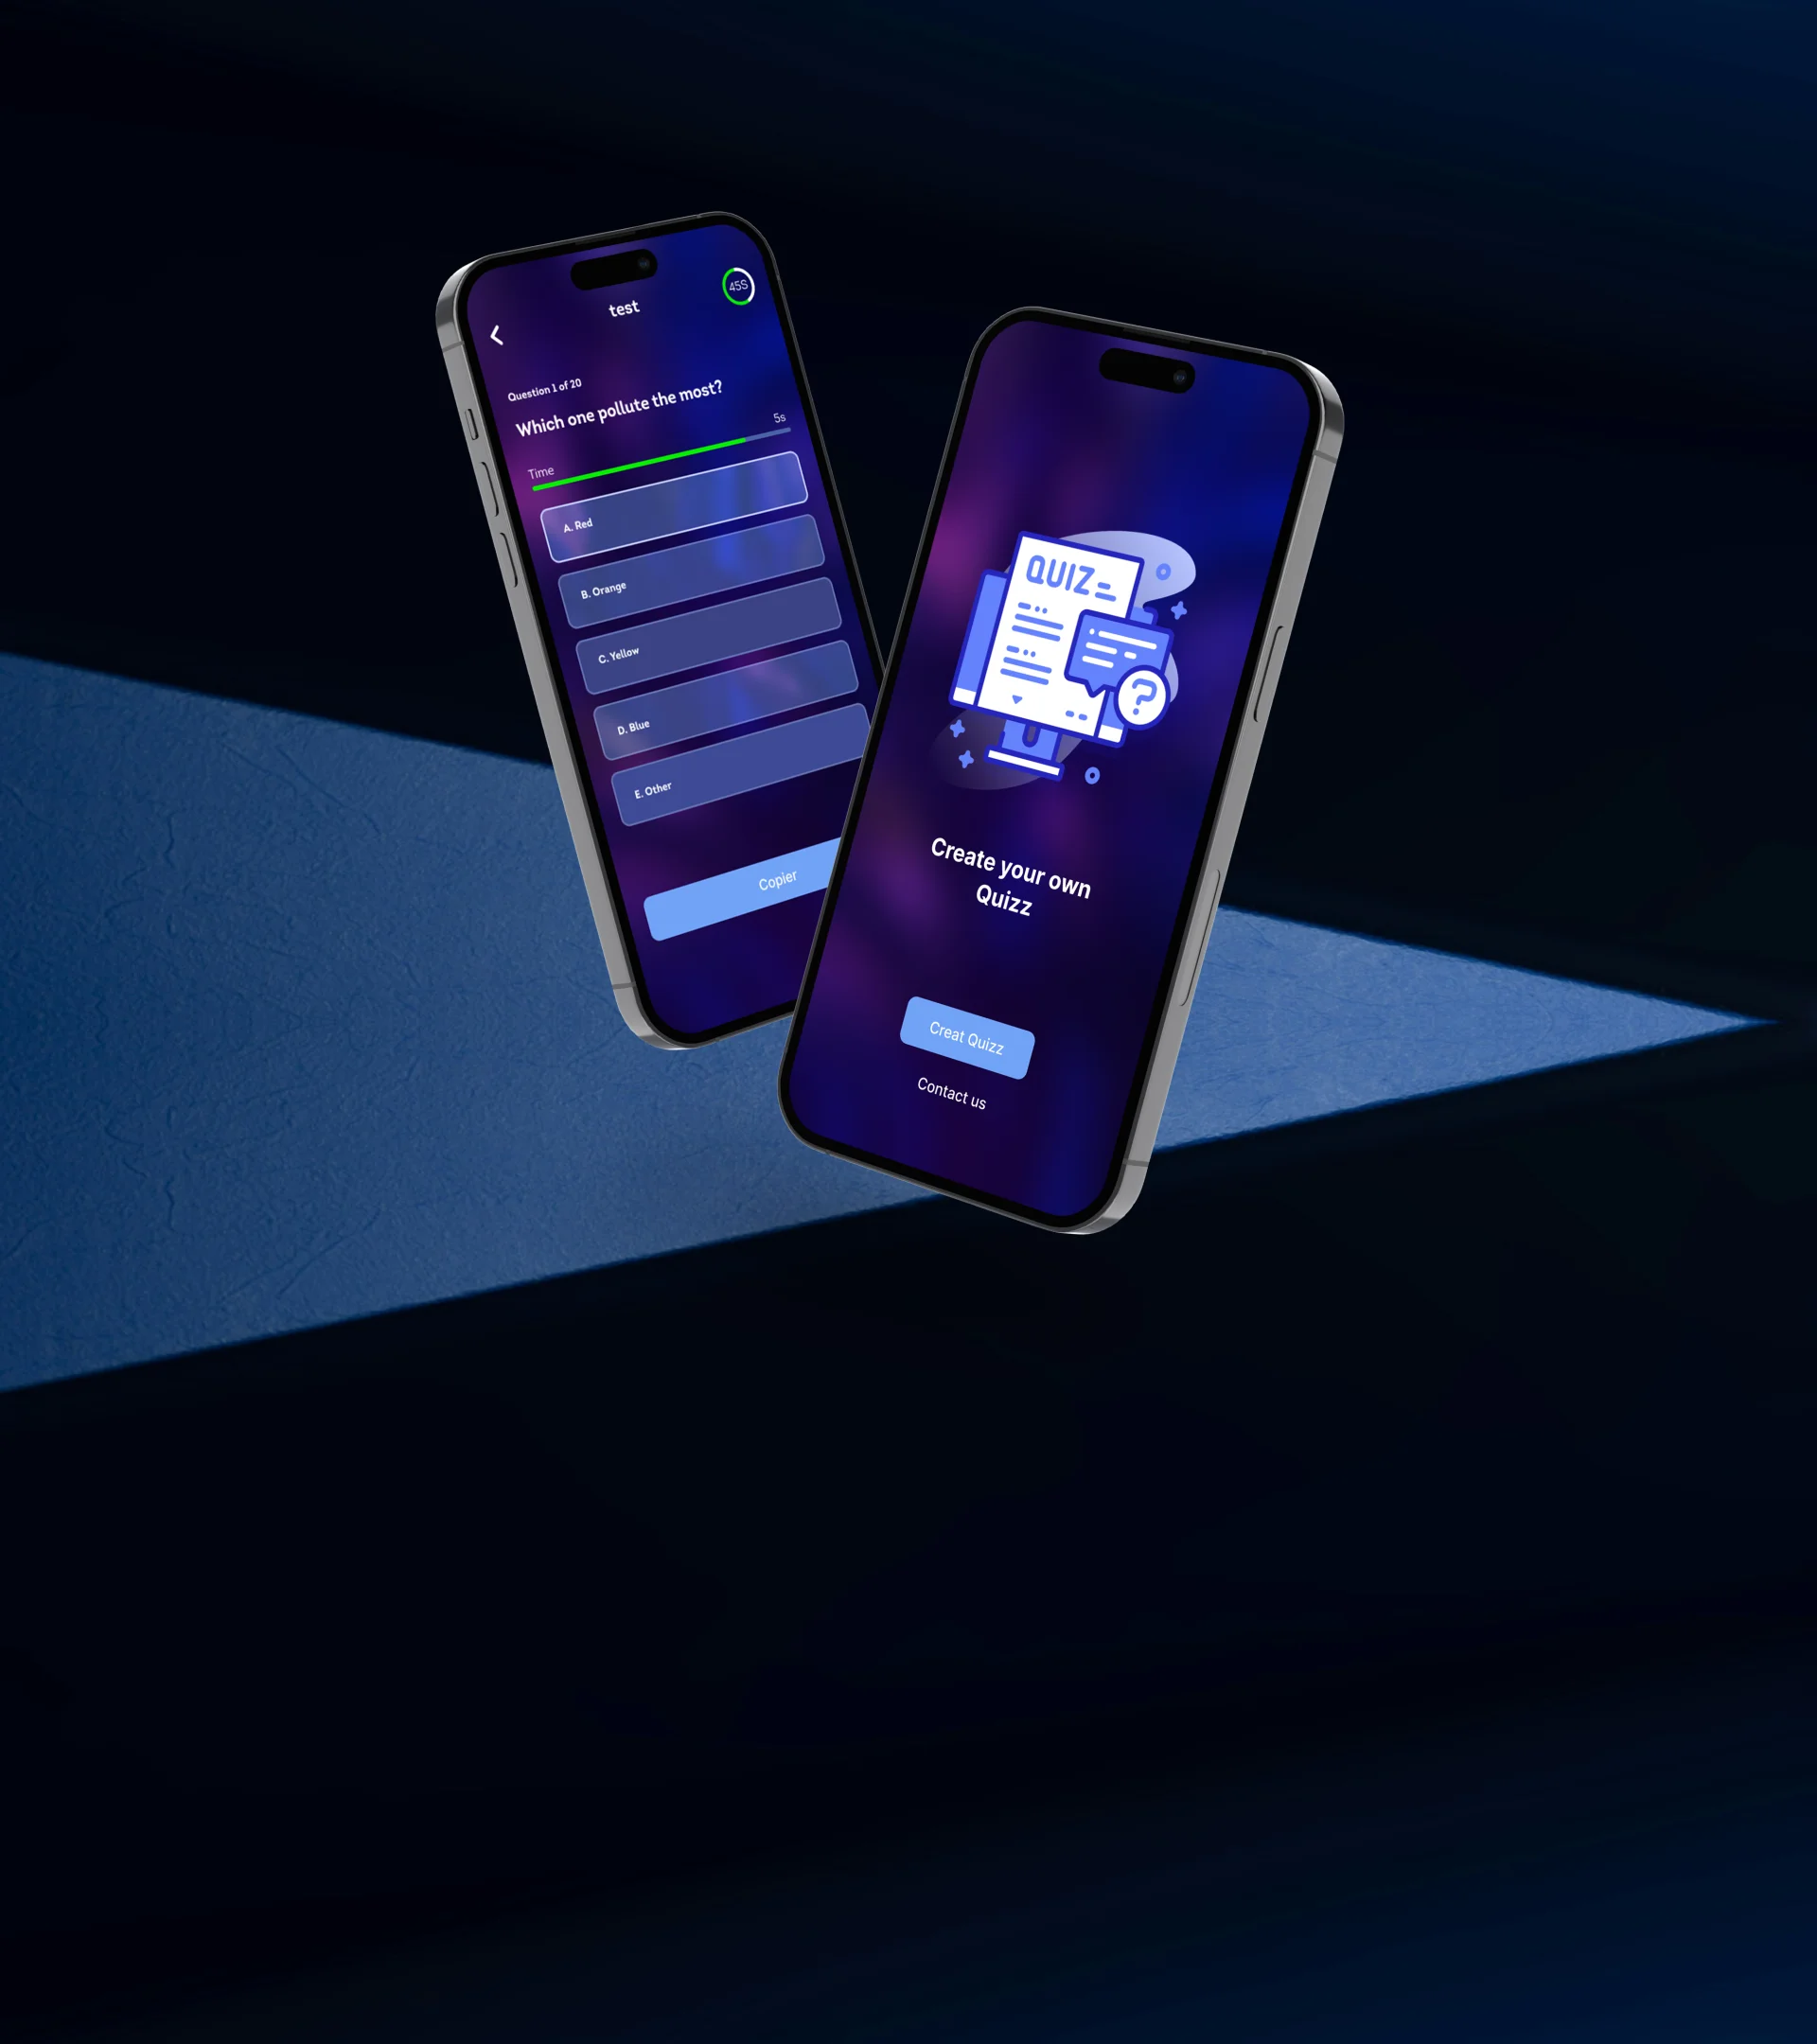 test
45S
Question 1 of 20
Which one pollute the most?
Time
5s
A. Red
B. Orange
C. Yellow
D. Blue
E. Other
Copier
QUIZ
?
Create your own
Quizz
Creat Quizz
Contact us